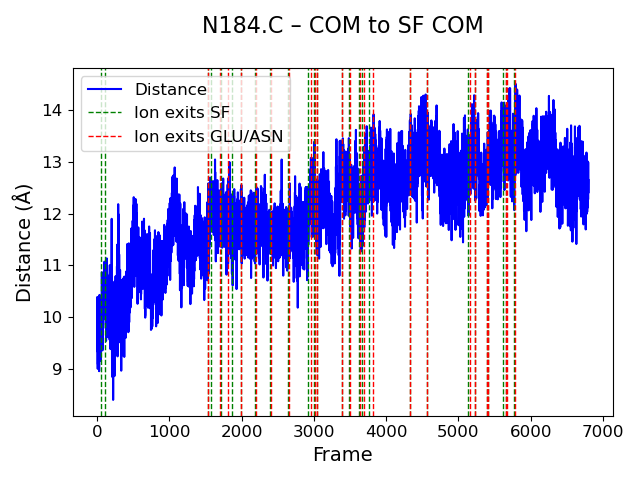 N184.C – COM to SF COM
Distance
Ion exits SF
Ion exits GLU/ASN
Distance (Å)
14
13
12
11
10
9
0 1000 2000 3000 4000 5000 6000 7000
Frame